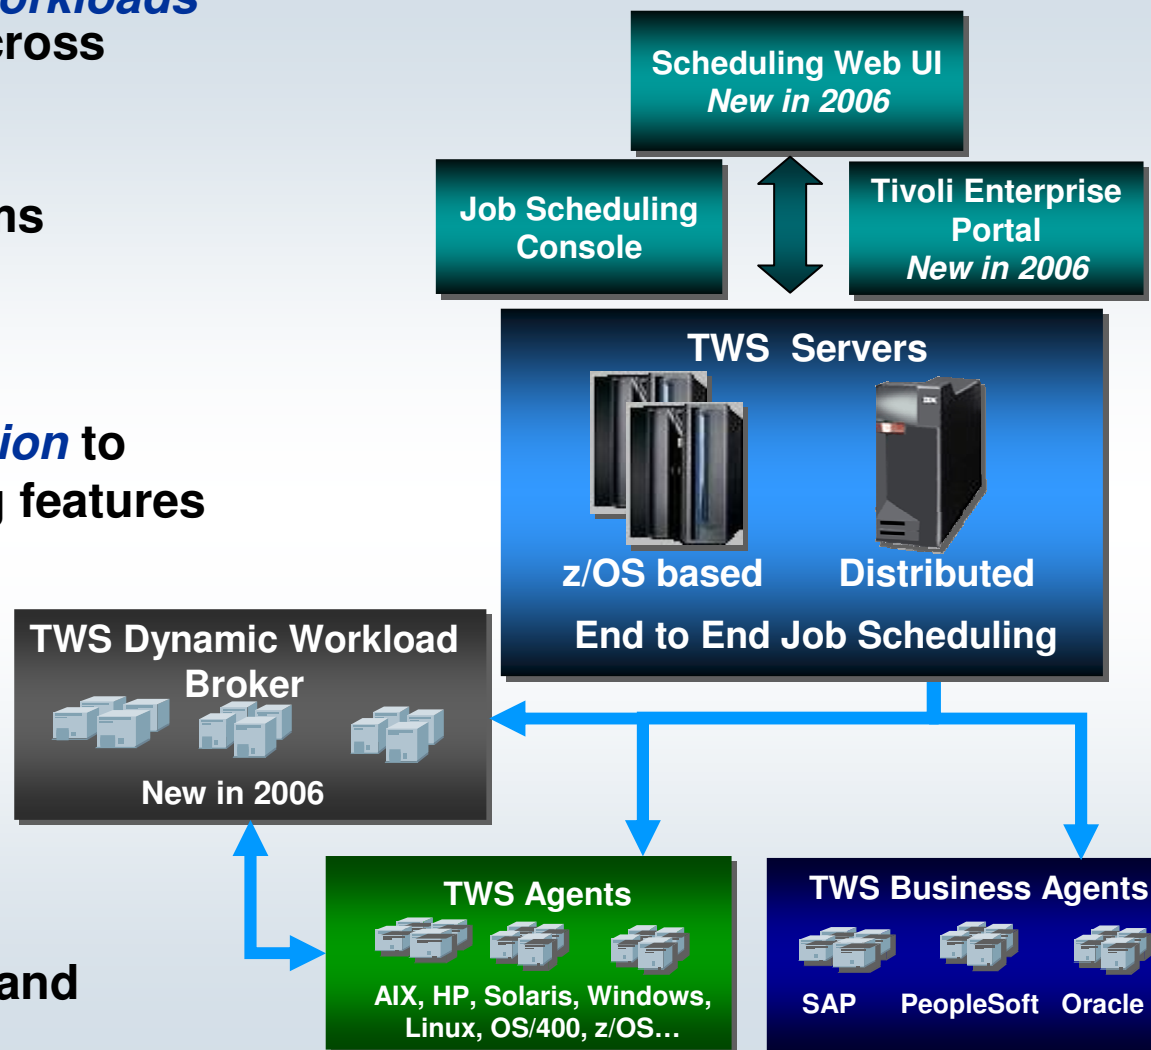 workloads
cross
ns
ion to
g features
and
Scheduling Web UI
New in 2006
Job Scheduling
Console
Tivoli Enterprise
Portal
New in 2006
TWS Servers
z/OS based
Distributed
End to End Job Scheduling
TWS Dynamic Workload
Broker
New in 2006
TWS Agents
AIX, HP, Solaris, Windows,
Linux, OS/400, z/OS…
TWS Business Agents
SAP
PeopleSoft
Oracle